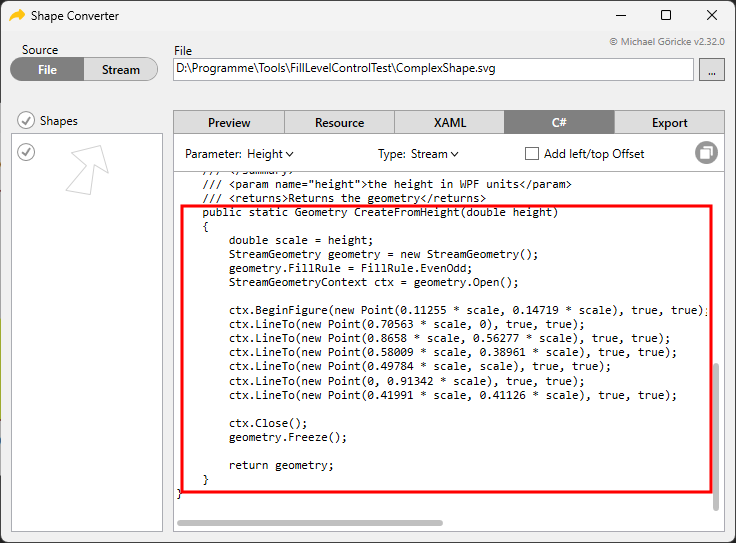 Shape Converter
© Michael Göricke v2.32.0
Source
File
Stream
File
D:\Programme\Tools\FillLevelControlTest\ComplexShape.svg
...
Shapes
Preview
Resource
XAML
C#
Export
Parameter: Height
Type: Stream
Add left/top Offset
/// </summary>
/// <param name="height">the height in WPF units</param>
/// <returns>Returns the geometry</returns>
public static Geometry CreateFromHeight(double height)
{
double scale = height;
StreamGeometry geometry = new StreamGeometry();
geometry.FillRule = FillRule.EvenOdd;
StreamGeometryContext ctx = geometry.Open();
ctx.BeginFigure(new Point(0.11255 * scale, 0.14719 * scale), true, true);
ctx.LineTo(new Point(0.70563 * scale, 0), true, true);
ctx.LineTo(new Point(0.8658 * scale, 0.56277 * scale), true, true);
ctx.LineTo(new Point(0.58009 * scale, 0.38961 * scale), true, true);
ctx.LineTo(new Point(0.49784 * scale, scale), true, true);
ctx.LineTo(new Point(0, 0.91342 * scale), true, true);
ctx.LineTo(new Point(0.41991 * scale, 0.41126 * scale), true, true);
ctx.Close();
geometry.Freeze();
return geometry;
}
}